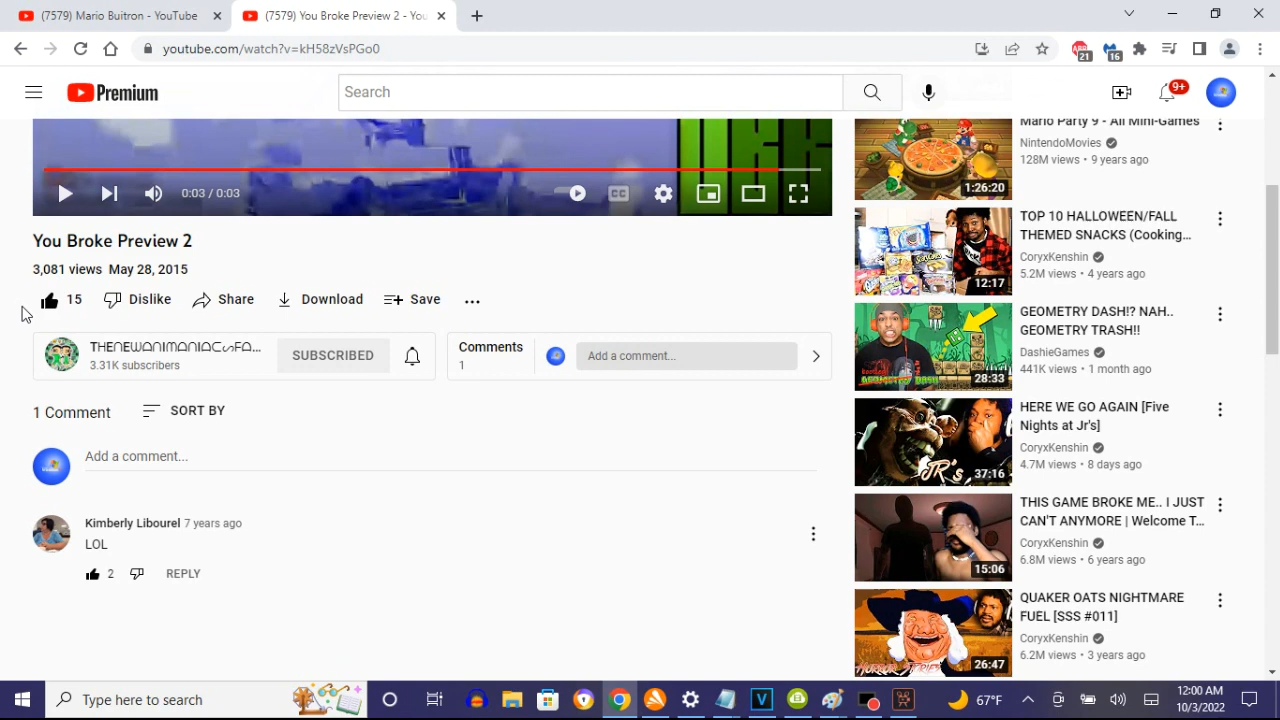 (7579) Mario Buitron - YouTube
(7579) You Broke Preview 2 - You
youtube.com/watch?v=kH58zVsPGo0
21
16
Premium
Search
9+
0:03 / 0:03
CC
You Broke Preview 2
3,081 views May 28, 2015
15
Dislike
Share
Download
Save
3.31K subscribers
SUBSCRIBED
Comments
1
Add a comment...
1 Comment
SORT BY
Add a comment...
Kimberly Libourel 7 years ago
LOL
2
REPLY
Mario Party 9 - All Mini-Games
NintendoMovies
128M views • 9 years ago
1:26:20
TOP 10 HALLOWEEN/FALL
THEMED SNACKS (Cooking...
CoryxKenshin
5.2M views • 4 years ago
12:17
GEOMETRY DASH!? NAH..
GEOMETRY TRASH!!
DashieGames
441K views • 1 month ago
28:33
HERE WE GO AGAIN [Five
Nights at Jr's]
CoryxKenshin
4.7M views • 8 days ago
JR's
37:16
THIS GAME BROKE ME.. I JUST
CAN'T ANYMORE | Welcome T...
CoryxKenshin
6.8M views • 6 years ago
15:06
QUAKER OATS NIGHTMARE
FUEL [SSS #011]
CoryxKenshin
6.2M views • 3 years ago
26:47
Type here to search
67°F
12:00 AM
10/3/2022